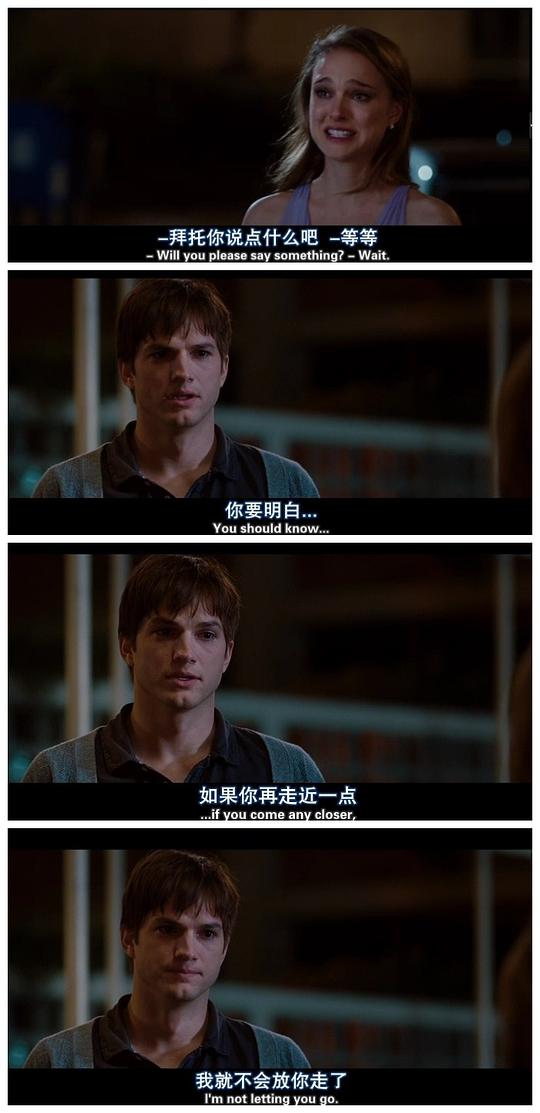 –拜托你说点什么吧 –等等
– Will you please say something? – Wait.
你要明白...
You should know...
如果你再走近一点
...if you come any closer,
我就不会放你走了
I'm not letting you go.